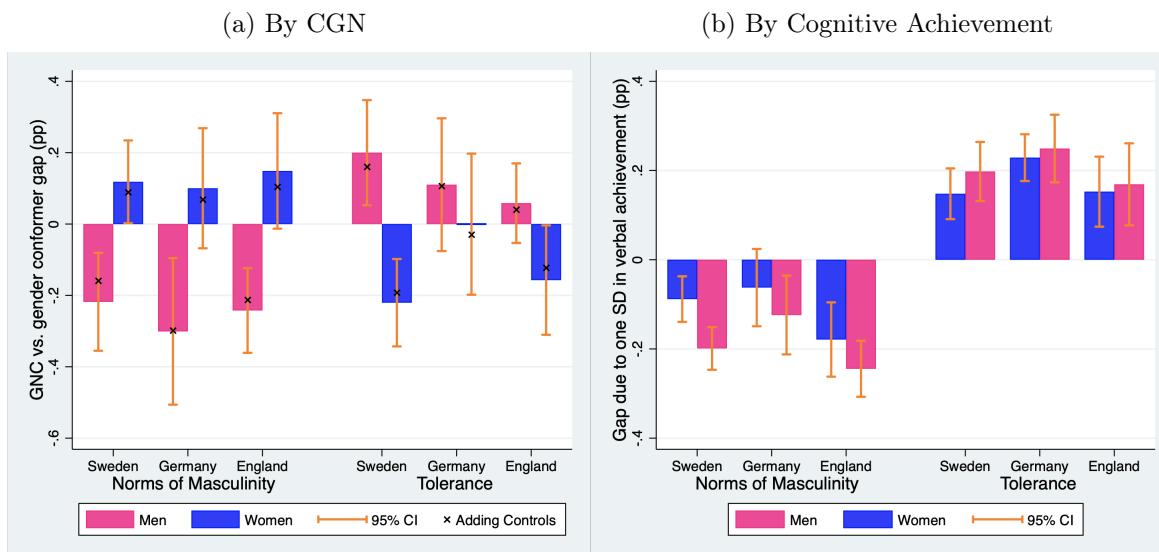 (a) By CGN
GNC vs. gender conformer gap (pp)
.4
.2
0
-.2
-.4
-.6
Sweden Germany England Sweden Germany England
Norms of Masculinity Tolerance
Men Women 95% CI × Adding Controls
(b) By Cognitive Achievement
Gap due to one SD in verbal achievement (pp)
.4
.2
0
-.2
-.4
Sweden Germany England Sweden Germany England
Norms of Masculinity Tolerance
Men Women 95% CI